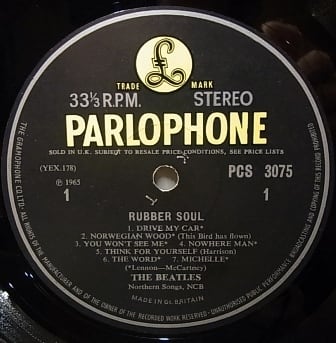 £
TRADE MARK
33⅓ R.P.M. STEREO
PARLOPHONE
SOLD IN U.K. SUBJECT TO RESALE PRICE CONDITIONS, SEE PRICE LISTS
(YEX.178) PCS 3075
℗ 1965
1 1
RUBBER SOUL
1. DRIVE MY CAR*
2. NORWEGIAN WOOD* (This Bird has flown)
3. YOU WON'T SEE ME* 4. NOWHERE MAN*
5. THINK FOR YOURSELF (Harrison)
6. THE WORD* 7. MICHELLE*
(*Lennon—McCartney)
THE BEATLES
Northern Songs, NCB
MADE IN GT. BRITAIN
THE GRAMOPHONE CO. LTD. ALL RIGHTS OF THE MANUFACTURER AND OF THE OWNER OF THE RECORDED WORK RESERVED UNAUTHORISED PUBLIC PERFORMANCE BROADCASTING AND COPYING OF THIS RECORD PROHIBITED